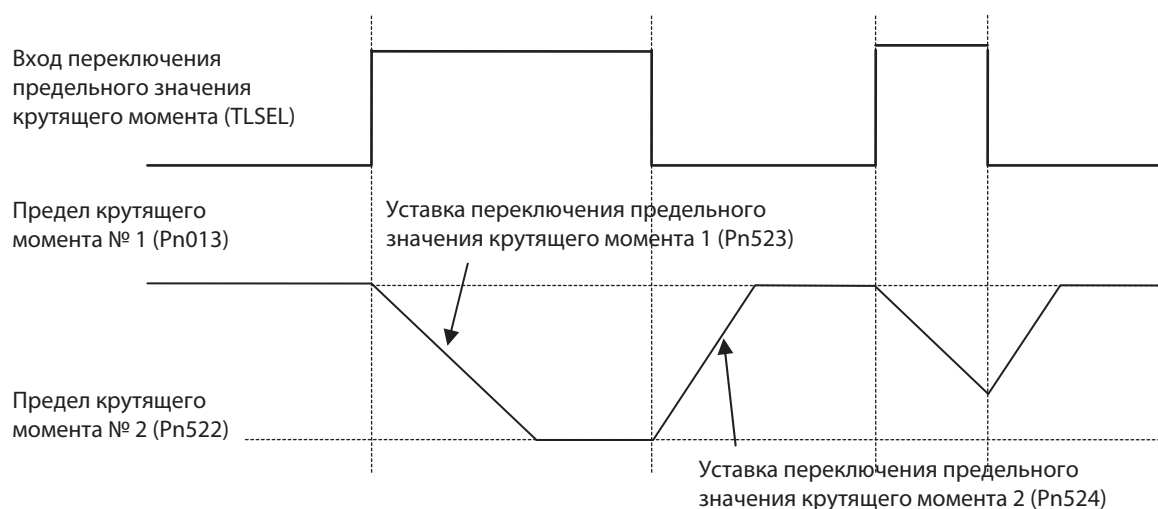 Вход переключения
предельного значения
крутящего момента (TLSEL)
Предел крутящего
момента № 1 (Pn013)
Уставка переключения предельного
значения крутящего момента 1 (Pn523)
Предел крутящего
момента № 2 (Pn522)
Уставка переключения предельного
значения крутящего момента 2 (Pn524)